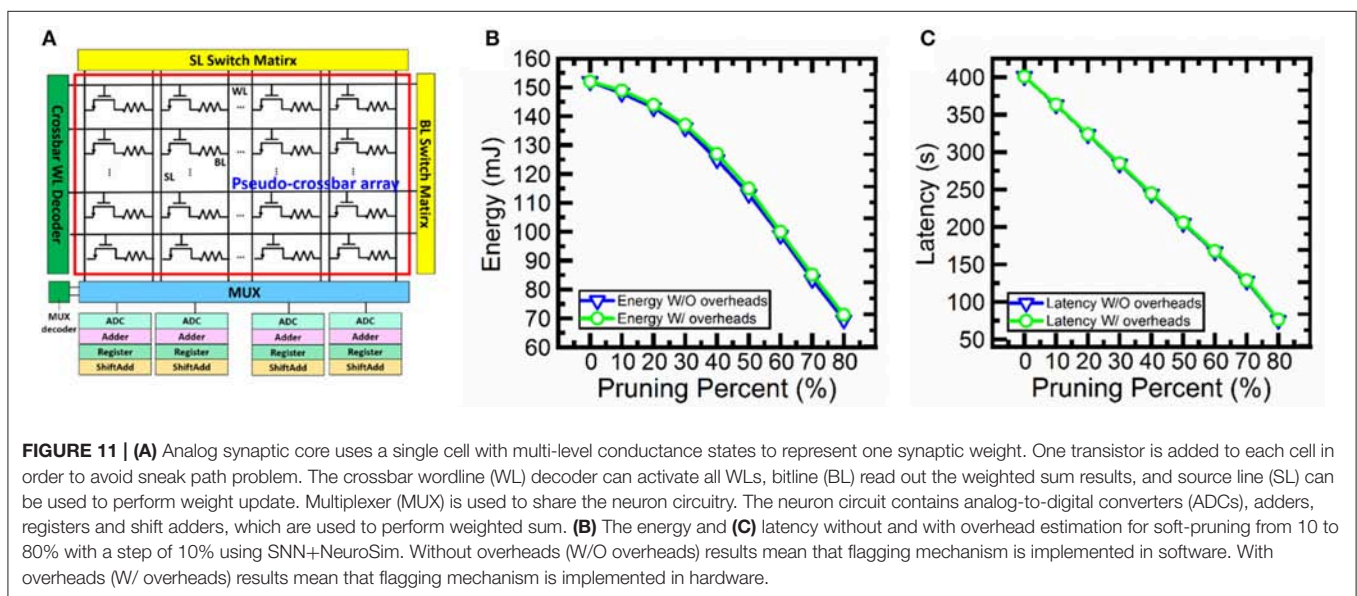 A
SL Switch Matirx
Crossbar WL Decoder
WL
...
...
BL
⋮
SL
⋮
⋮
⋮
Pseudo-crossbar array
...
...
BL Switch Matirx
MUX
MUX
decoder
ADC
ADC
ADC
ADC
Adder
Adder
Adder
Adder
Register
Register
Register
Register
ShiftAdd
ShiftAdd
ShiftAdd
ShiftAdd
B
160
150
140
130
120
110
100
90
80
70
60
Energy (mJ)
Energy W/O overheads
Energy W/ overheads
0 10 20 30 40 50 60 70 80
Pruning Percent (%)
C
400
350
300
250
200
150
100
50
Latency (s)
Latency W/O overheads
Latency W/ overheads
0 10 20 30 40 50 60 70 80
Pruning Percent (%)
FIGURE 11 | (A) Analog synaptic core uses a single cell with multi-level conductance states to represent one synaptic weight. One transistor is added to each cell in
order to avoid sneak path problem. The crossbar wordline (WL) decoder can activate all WLs, bitline (BL) read out the weighted sum results, and source line (SL) can
be used to perform weight update. Multiplexer (MUX) is used to share the neuron circuitry. The neuron circuit contains analog-to-digital converters (ADCs), adders,
registers and shift adders, which are used to perform weighted sum. (B) The energy and (C) latency without and with overhead estimation for soft-pruning from 10 to
80% with a step of 10% using SNN+NeuroSim. Without overheads (W/O overheads) results mean that flagging mechanism is implemented in software. With
overheads (W/ overheads) results mean that flagging mechanism is implemented in hardware.